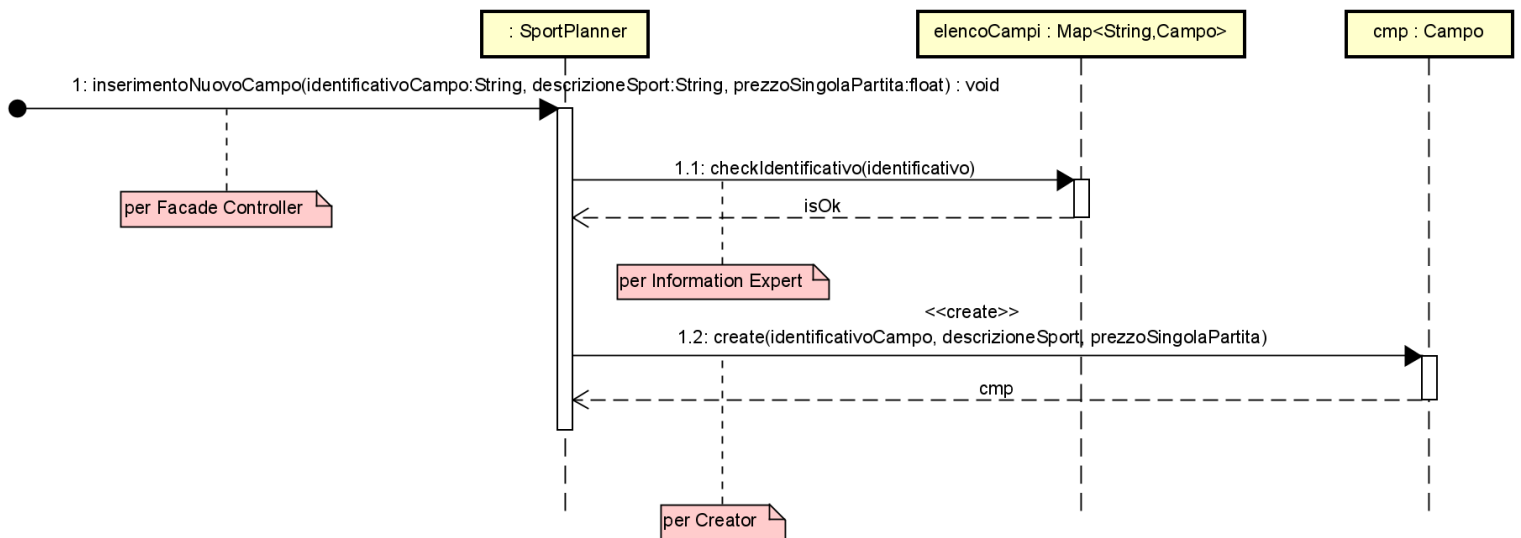 : SportPlanner
elencoCampi : Map<String,Campo>
cmp : Campo
1: inserimentoNuovoCampo(identificativoCampo:String, descrizioneSport:String, prezzoSingolaPartita:float) : void
1.1: checkIdentificativo(identificativo)
per Facade Controller
isOk
per Information Expert
<<create>>
1.2: create(identificativoCampo, descrizioneSport, prezzoSingolaPartita)
cmp
per Creator